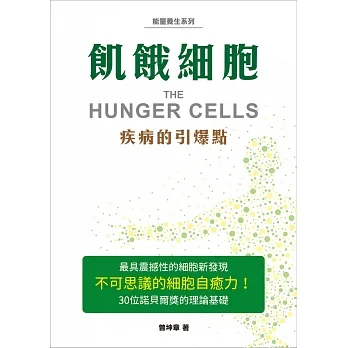 能量養生系列
飢餓細胞
THE
HUNGER CELLS
疾病的引爆點
最具震撼性的細胞新發現
不可思議的細胞自癒力！
30位諾貝爾獎的理論基礎
曾坤章 著